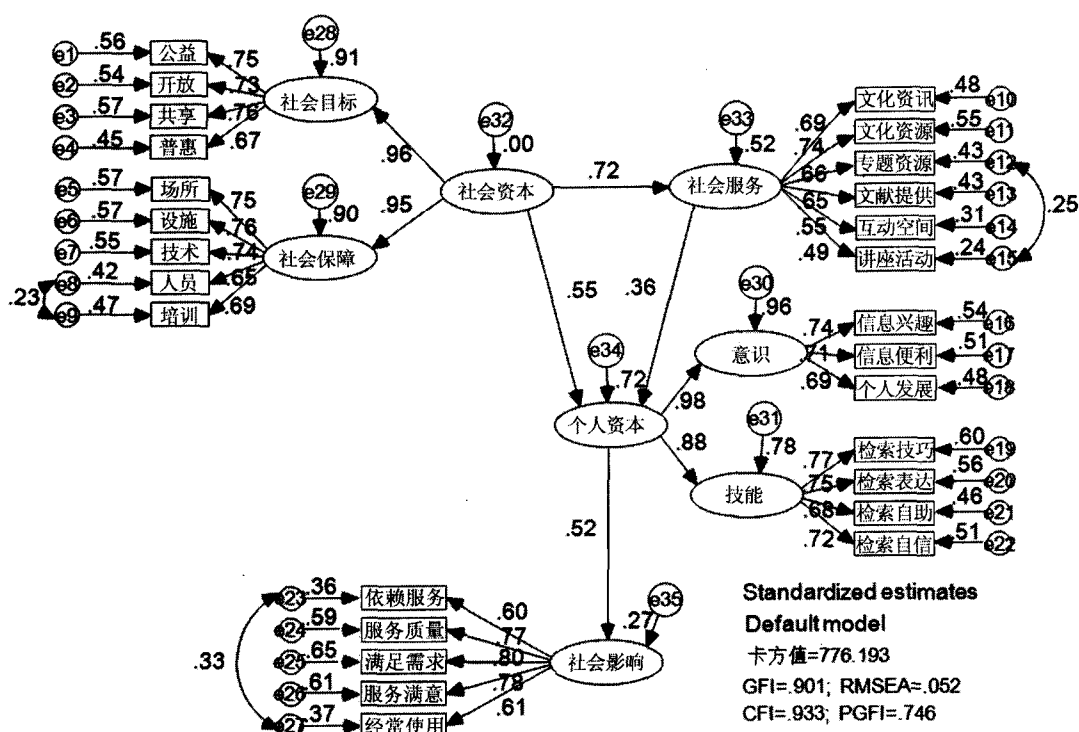 e28
e1 .56 公益 .75 .91
e2 .54 开放 .73 社会目标
e3 .57 共享 .76
e4 .45 普惠 .67
e32 .00
.96
社会资本
e5 .57 场所 .75
e29 .90
.95
e6 .57 设施 .76
e7 .55 技术 .74 社会保障
e8 .42 人员 .65
.23
e9 .47 培训 .69
.72
e33 .52
社会服务
.69 文化资讯 .48 e10
.74 文化资源 .55 e11
.66 专题资源 .43 e12
.65 文献提供 .43 e13
.55 互动空间 .31 e14
.49 讲座活动 .24 e15
.25
.55
.36
e30 .96
意识
.74 信息兴趣 .54 e16
.71 信息便利 .51 e17
.69 个人发展 .48 e18
e34 .72
个人资本
.98
.88
e31 .78
技能
.77 检索技巧 .60 e19
.75 检索表达 .56 e20
.68 检索自助 .46 e21
.72 检索自信 .51 e22
.52
e35 .27
社会影响
e23 .36 依赖服务 .60
e24 .59 服务质量 .77
e25 .65 满足需求 .80
.33
e26 .61 服务满意 .78
e27 .37 经常使用 .61
Standardized estimates
Default model
卡方值=776.193
GFI=.901; RMSEA=.052
CFI=.933; PGFI=.746